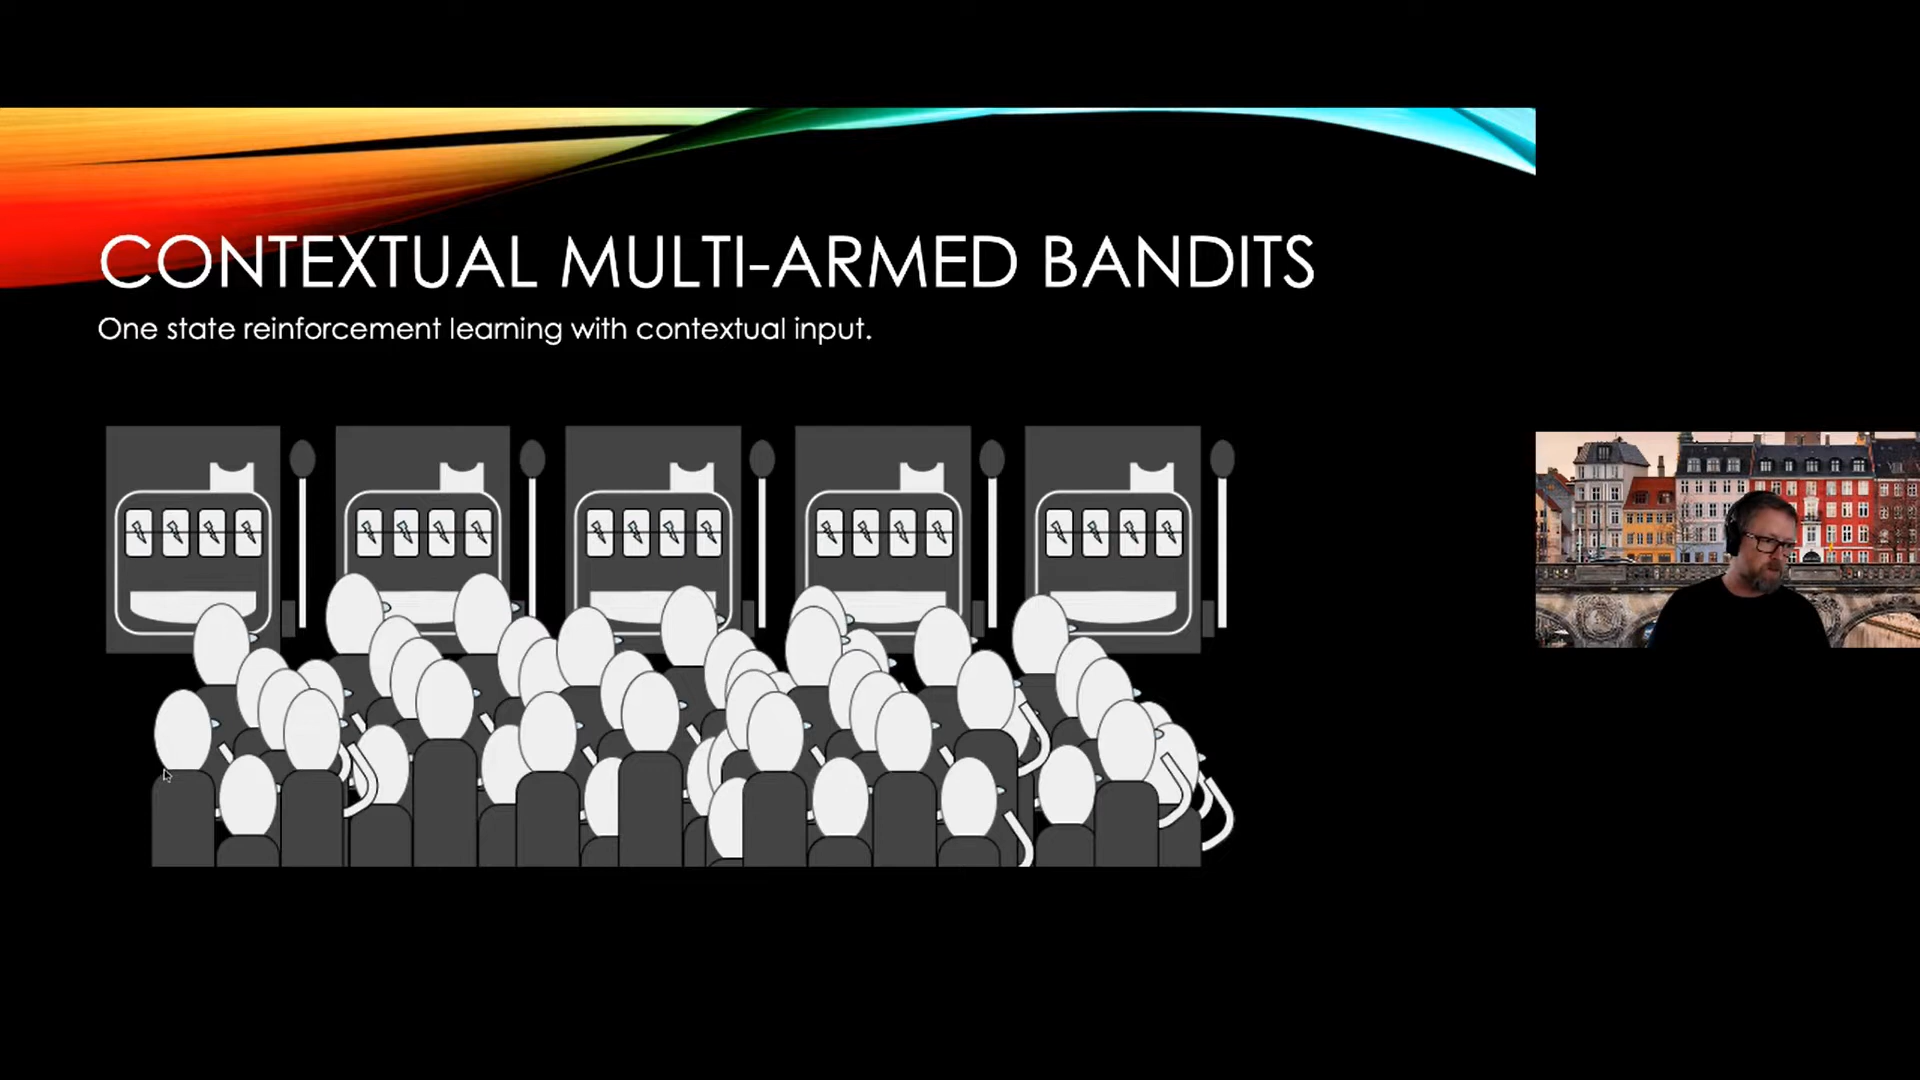 CONTEXTUAL MULTI-ARMED BANDITS
One state reinforcement learning with contextual input.